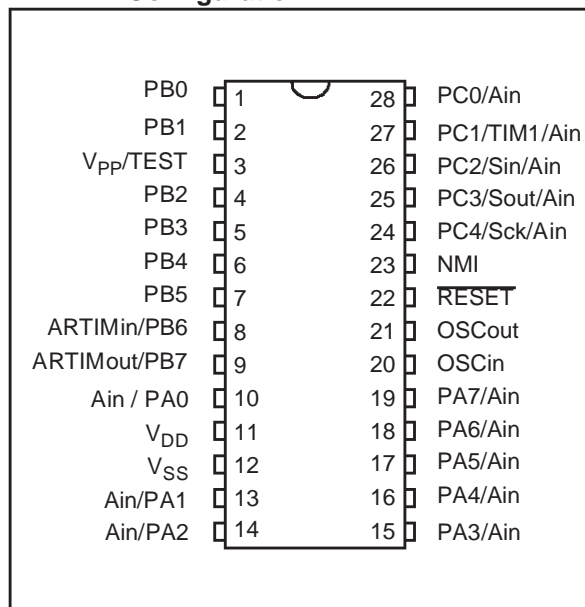 PB0 1 28 PC0/Ain
PB1 2 27 PC1/TIM1/Ain
VPP/TEST 3 26 PC2/Sin/Ain
PB2 4 25 PC3/Sout/Ain
PB3 5 24 PC4/Sck/Ain
PB4 6 23 NMI
PB5 7 22 RESET
ARTIMin/PB6 8 21 OSCout
ARTIMout/PB7 9 20 OSCin
Ain / PA0 10 19 PA7/Ain
VDD 11 18 PA6/Ain
VSS 12 17 PA5/Ain
Ain/PA1 13 16 PA4/Ain
Ain/PA2 14 15 PA3/Ain